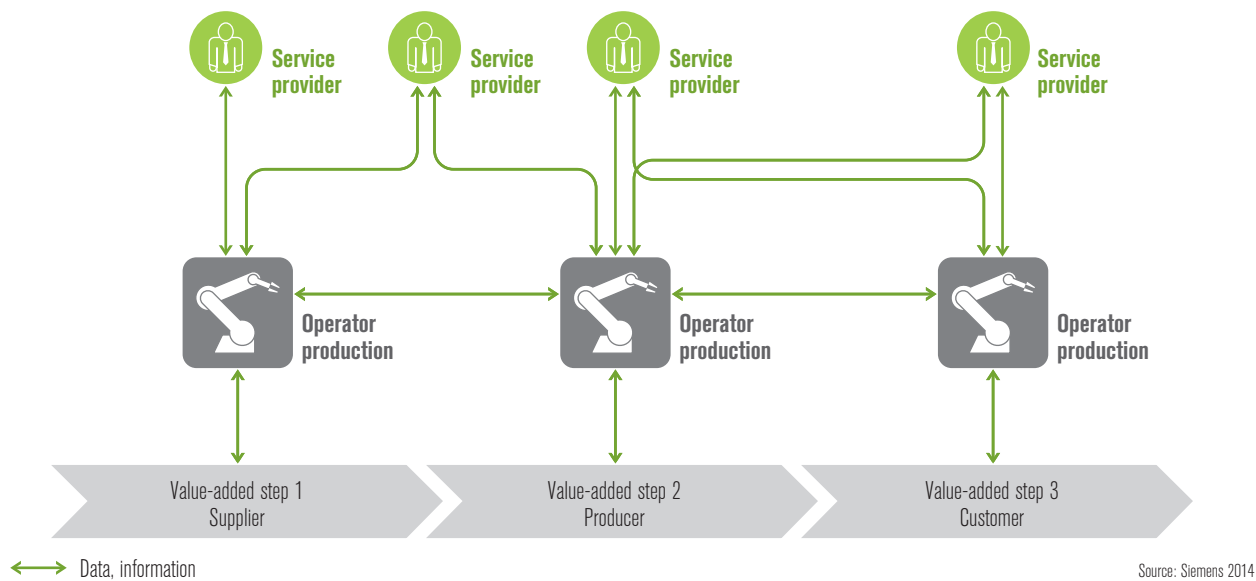 Service
provider
Service
provider
Service
provider
Service
provider
Operator
production
Operator
production
Operator
production
Value-added step 1
Supplier
Value-added step 2
Producer
Value-added step 3
Customer
Data, information
Source: Siemens 2014